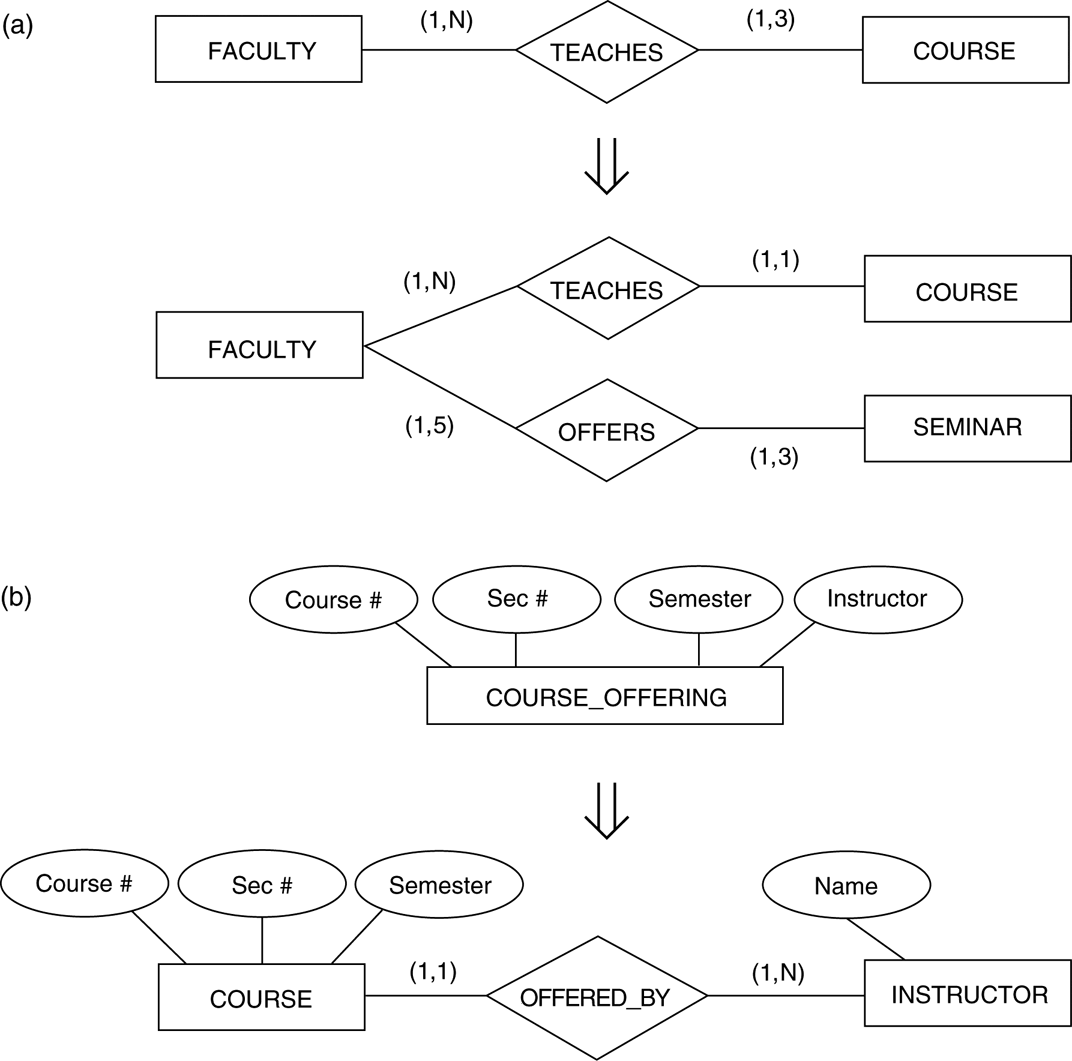 (a)
(1,N)
(1,3)
FACULTY
TEACHES
COURSE
(1,N)
(1,1)
TEACHES
COURSE
FACULTY
(1,5)
OFFERS
SEMINAR
(1,3)
(b)
Course #
Sec #
Semester
Instructor
COURSE_OFFERING
Course #
Sec #
Semester
Name
(1,1)
(1,N)
COURSE
OFFERED_BY
INSTRUCTOR